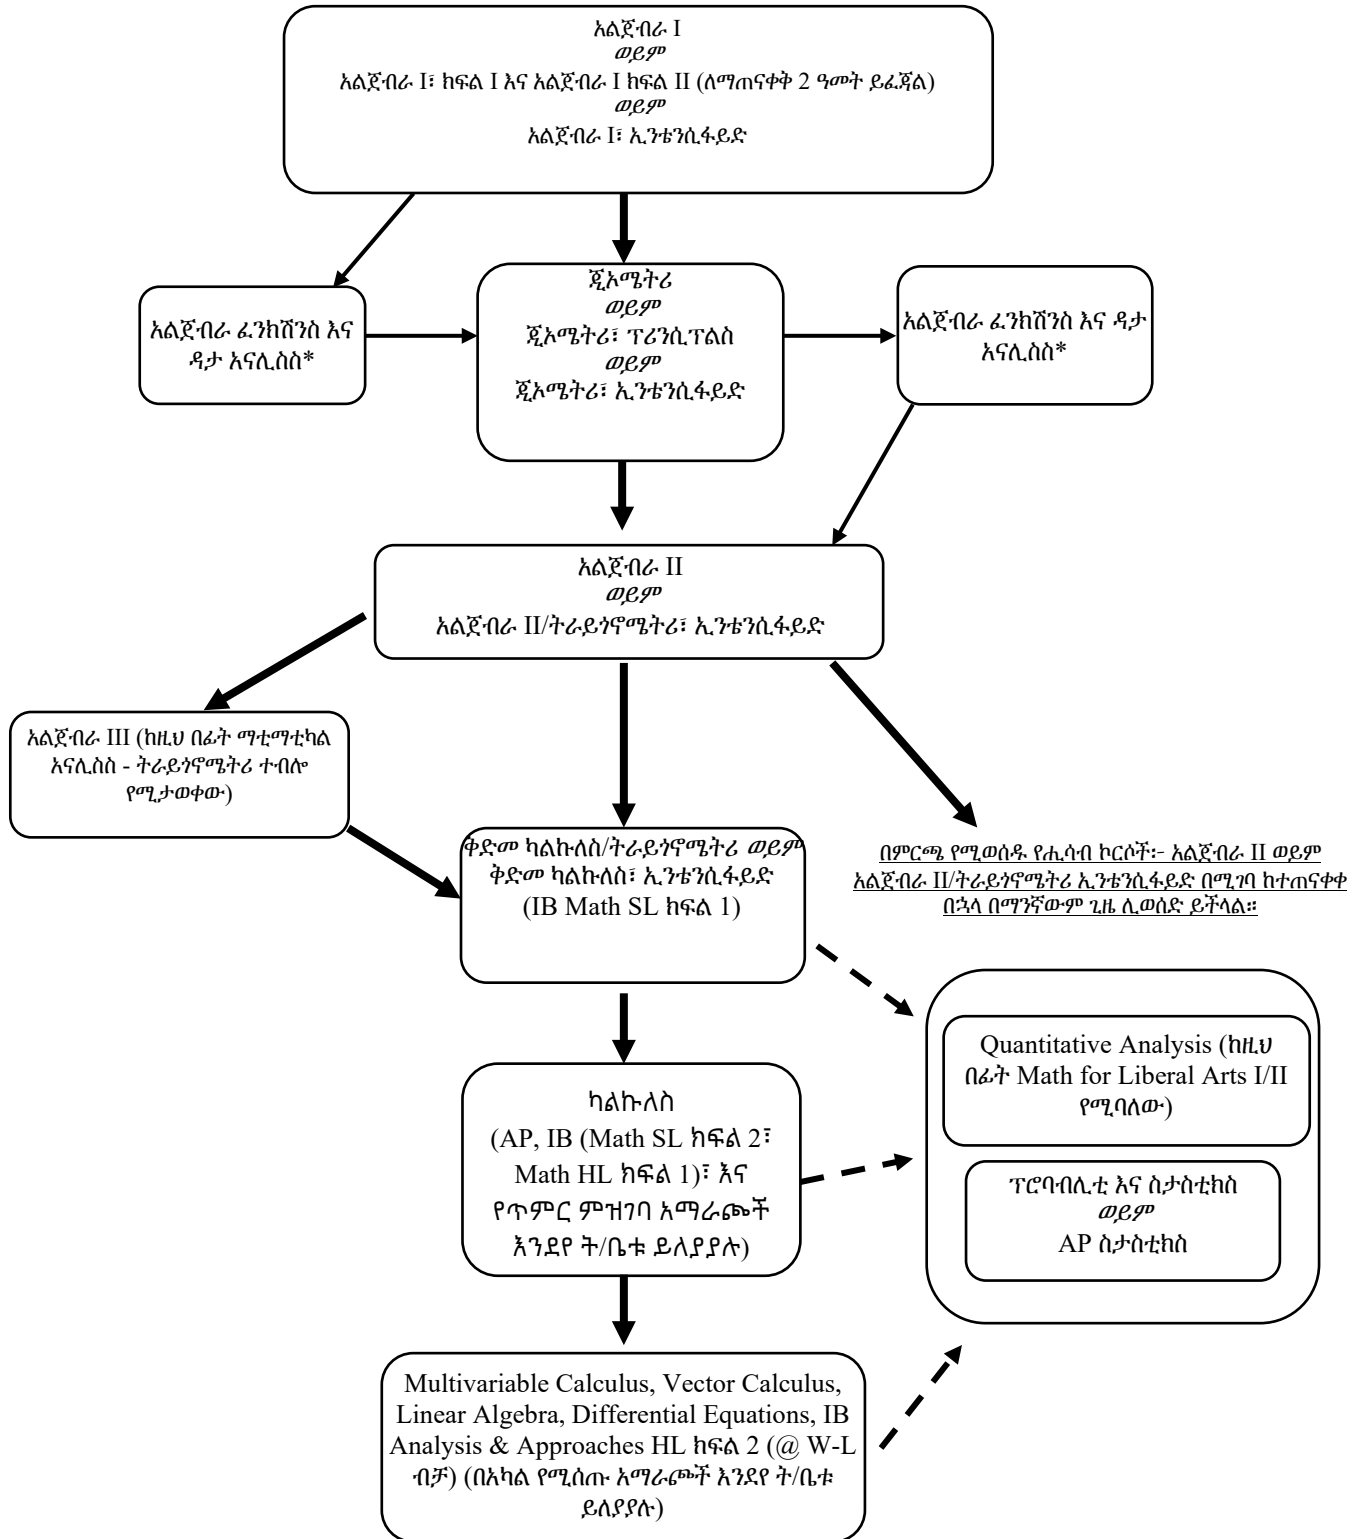 አልጀብራ I
ወይም
አልጀብራ I፣ ክፍል I እና አልጀብራ I ክፍል II (ለማጠናቀቅ 2 ዓመት ይፈጃል)
ወይም
አልጀብራ I፣ ኢንቴንሲፋይድ
አልጀብራ ፈንክሽንስ እና
ዳታ አናሊስስ*
ጂኦሜትሪ
ወይም
ጂኦሜትሪ፣ ፕሪንሲፕልስ
ወይም
ጂኦሜትሪ፣ ኢንቴንሲፋይድ
አልጀብራ ፈንክሽንስ እና ዳታ
አናሊስስ*
አልጀብራ II
ወይም
አልጀብራ II/ትራይጎኖሜትሪ፣ ኢንቴንሲፋይድ
አልጀብራ III (ከዚህ በፊት ማቲማቲካል
አናሊስስ - ትራይጎኖሜትሪ ተብሎ
የሚታወቀው)
ቅድመ ካልኩለስ/ትራይጎኖሜትሪ ወይም
ቅድመ ካልኩለስ፣ ኢንቴንሲፋይድ
(IB Math SL ክፍል 1)
በምርጫ የሚወሰዱ የሒሳብ ኮርሶች፡- አልጀብራ II ወይም
አልጀብራ II/ትራይጎኖሜትሪ ኢንቴንሲፋይድ በሚገባ ከተጠናቀቀ
በኋላ በማንኛውም ጊዜ ሊወሰድ ይችላል።
Quantitative Analysis (ከዚህ
በፊት Math for Liberal Arts I/II
የሚባለው)
ፕሮባብሊቲ እና ስታስቲክስ
ወይም
AP ስታስቲክስ
ካልኩለስ
(AP, IB (Math SL ክፍል 2፣
Math HL ክፍል 1)፣ እና
የጥምር ምዝገባ አማራጮች
እንደየ ት/ቤቱ ይለያያሉ)
Multivariable Calculus, Vector Calculus,
Linear Algebra, Differential Equations, IB
Analysis & Approaches HL ክፍል 2 (@ W-L
ብቻ) (በአካል የሚሰጡ አማራጮች እንደየ ት/ቤቱ
ይለያያሉ)